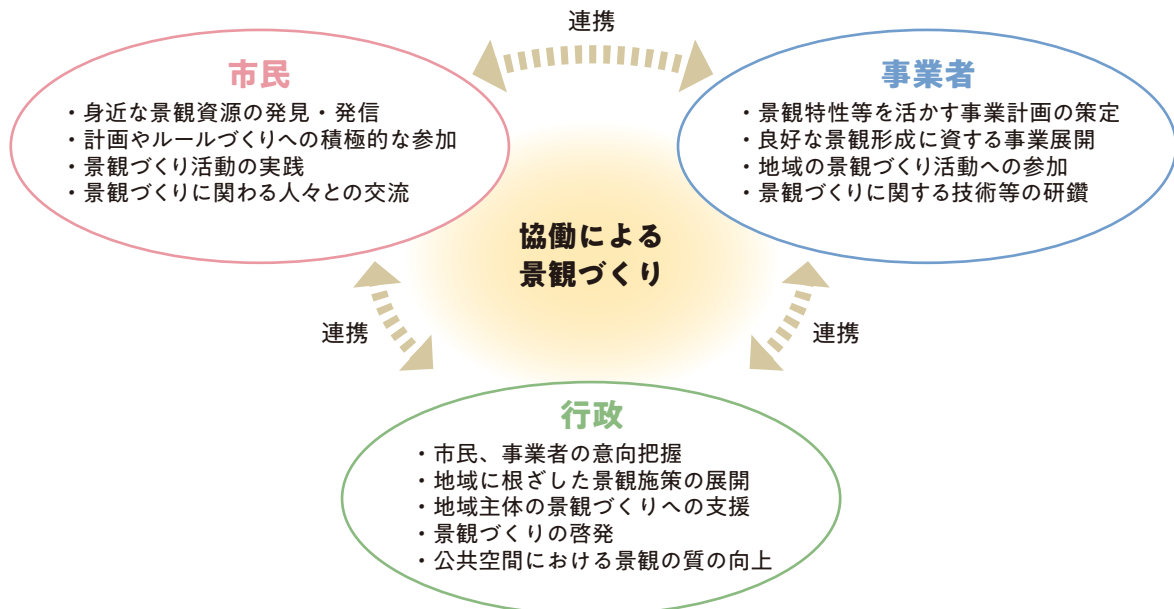 連携
市民
・身近な景観資源の発見・発信
・計画やルールづくりへの積極的な参加
・景観づくり活動の実践
・景観づくりに関わる人々との交流
事業者
・景観特性等を活かす事業計画の策定
・良好な景観形成に資する事業展開
・地域の景観づくり活動への参加
・景観づくりに関する技術等の研鑽
協働による
景観づくり
連携
連携
行政
・市民、事業者の意向把握
・地域に根ざした景観施策の展開
・地域主体の景観づくりへの支援
・景観づくりの啓発
・公共空間における景観の質の向上